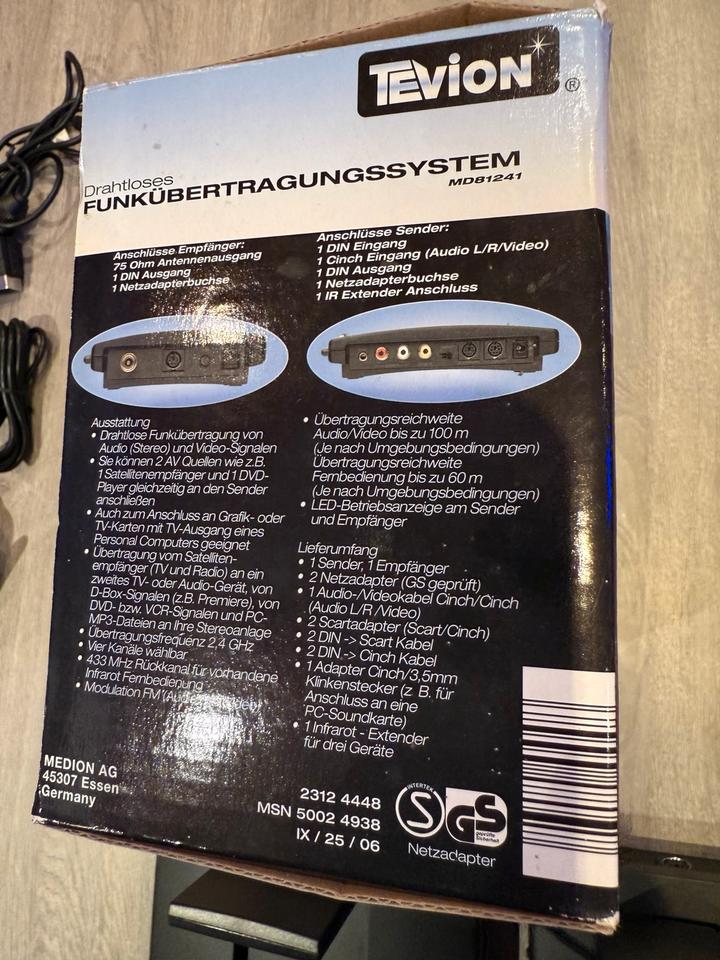 TEVION
®
Drahtloses
FUNKÜBERTRAGUNGSSYSTEM
MD81241
Anschlüsse Empfänger:
75 Ohm Antennenausgang
1 DIN Ausgang
1 Netzadapterbuchse
Anschlüsse Sender:
1 DIN Eingang
1 Cinch Eingang (Audio L/R/Video)
1 DIN Ausgang
1 Netzadapterbuchse
1 IR Extender Anschluss
Ausstattung
• Drahtlose Funkübertragung von
Audio (Stereo) und Video-Signalen
• Sie können 2 AV Quellen wie z.B.
1 Satellitenempfänger und 1 DVD-
Player gleichzeitig an den Sender
anschließen
• Auch zum Anschluss an Grafik- oder
TV-Karten mit TV-Ausgang eines
Personal Computers geeignet
• Übertragung vom Satelliten-
empfänger (TV und Radio) an ein
zweites TV- oder Audio-Gerät, von
D-Box-Signalen (z.B. Premiere), von
DVD- bzw. VCR-Signalen und PC-
MP3-Dateien an Ihre Stereoanlage
• Übertragungsfrequenz 2,4 GHz
• Vier Kanäle wählbar
• 433 MHz Rückkanal für vorhandene
Infrarot Fernbedienung
• Modulation FM
• Übertragungsreichweite
Audio/Video bis zu 100 m
(Je nach Umgebungsbedingungen)
Übertragungsreichweite
Fernbedienung bis zu 60 m
(Je nach Umgebungsbedingungen)
• LED-Betriebsanzeige am Sender
und Empfänger
Lieferumfang
• 1 Sender, 1 Empfänger
• 2 Netzadapter (GS geprüft)
• 1 Audio-/Videokabel Cinch/Cinch
(Audio L/R /Video)
• 2 Scartadapter (Scart/Cinch)
• 2 DIN -> Scart Kabel
• 2 DIN -> Cinch Kabel
• 1 Adapter Cinch/3,5mm
Klinkenstecker (z. B. für
Anschluss an eine
PC-Soundkarte)
• 1 Infrarot - Extender
für drei Geräte
MEDION AG
45307 Essen
Germany
2312 4448
MSN 5002 4938
IX / 25 / 06
INTERTEK
S
GS
geprüfte
Sicherheit
Netzadapter